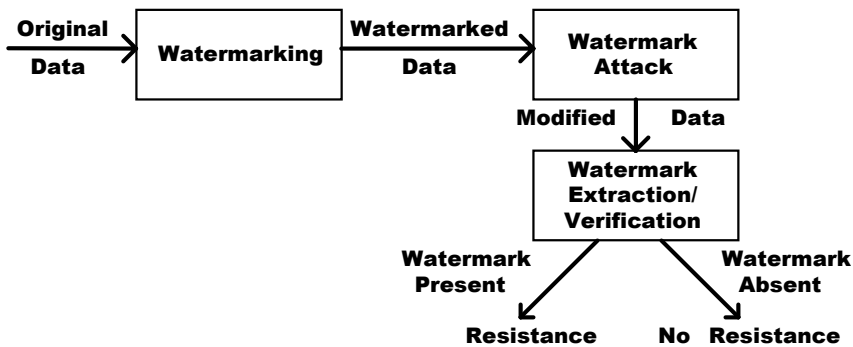 Original
Data
Watermarking
Watermarked
Data
Watermark
Attack
Modified Data
Watermark
Extraction/
Verification
Watermark
Present
Watermark
Absent
Resistance
No Resistance